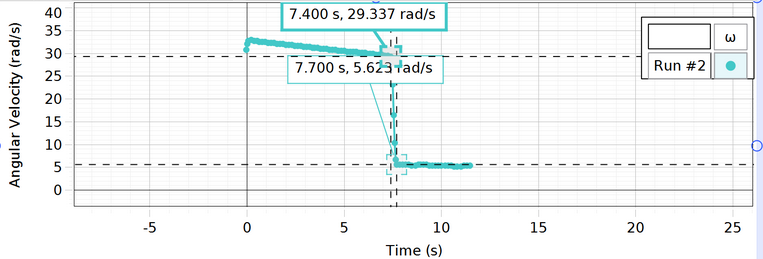 7.400 s, 29.337 rad/s
7.700 s, 5.623 rad/s
ω
Run #2
Angular Velocity (rad/s)
40
35
30
25
20
15
10
5
0
-5
0
5
10
15
20
25
Time (s)